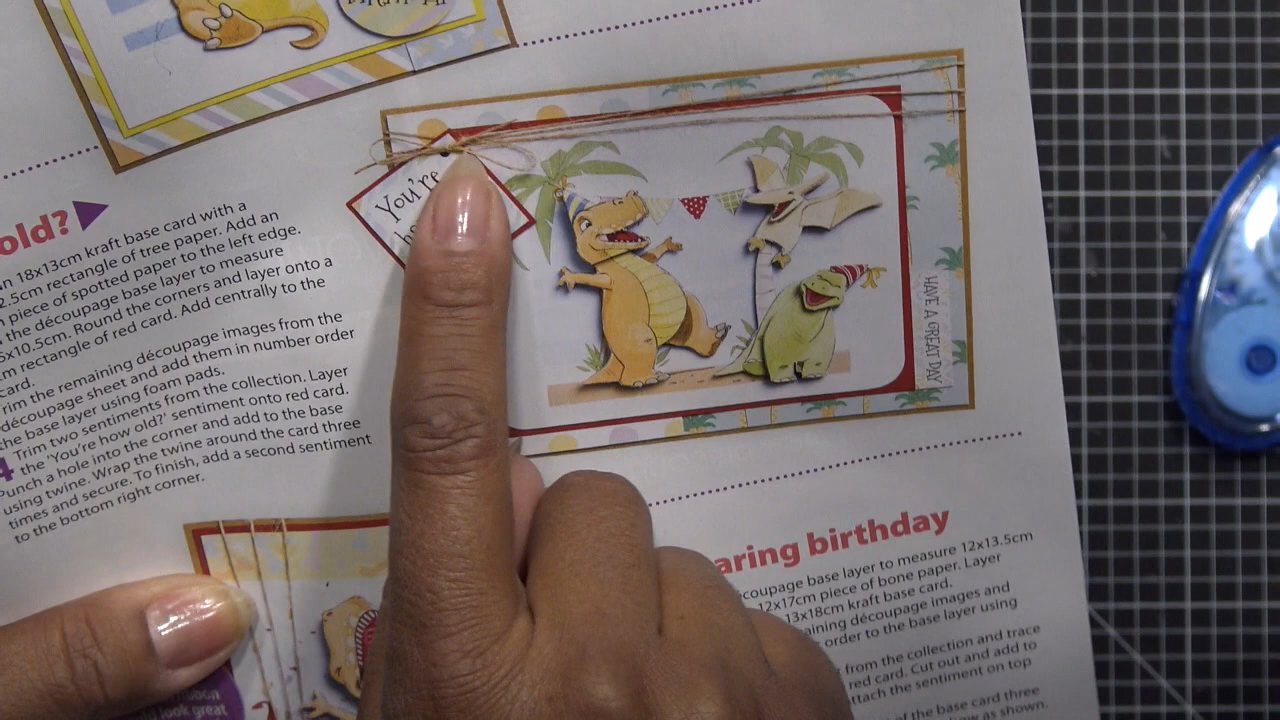 old?
n 18x13cm kraft base card with a
2.5cm rectangle of tree paper. Add an
piece of spotted paper to the left edge.
the découpage base layer to measure
5x10.5cm. Round the corners and layer onto a
cm rectangle of red card. Add centrally to the
card.
rim the remaining découpage images from the
découpage sheet and add them in number order
the base layer using foam pads.
4 Trim two sentiments from the collection. Layer
the 'You're how old?' sentiment onto red card.
Punch a hole into the corner and add to the base
using twine. Wrap the twine around the card three
times and secure. To finish, add a second sentiment
to the bottom right corner.
You're
HAVE A GREAT DAY
ibbon
look great
aring birthday
coupage base layer to measure 12x13.5cm
12x17cm piece of bone paper. Layer
13x18cm kraft base card.
aining découpage images and
order to the base layer using
from the collection and trace
red card. Cut out and add to
ttach the sentiment on top
of the base card three
as shown.